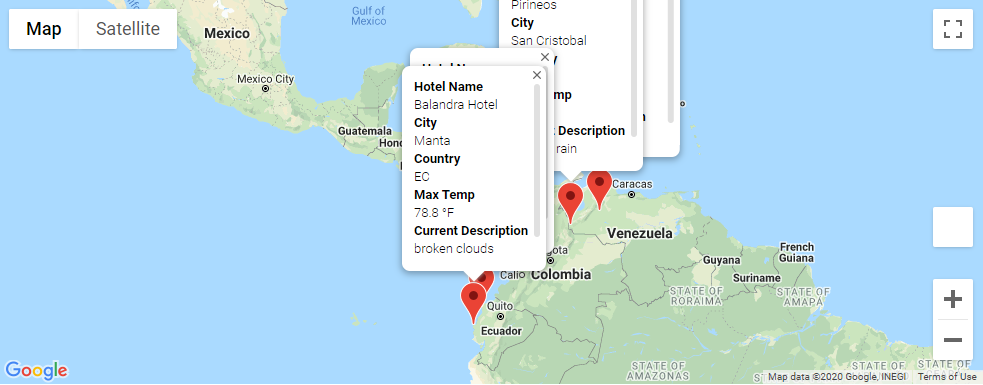 Map
Satellite
Gulf of
Mexico
Mexico
Mexico City
Guatemala
Pirineos
City
San Cristobal
Description
rain
Hotel Name
Balandra Hotel
City
Manta
Country
EC
Max Temp
78.8 °F
Current Description
broken clouds
Caracas
Venezuela
Colombia
Quito
Ecuador
Guyana
Suriname
French
Guiana
STATE OF
RORAIMA
STATE OF
AMAPÁ
STATE OF
AMAZONAS
STATE OF
PARÁ
Google
Map data ©2020 Google, INEGI
Terms of Use